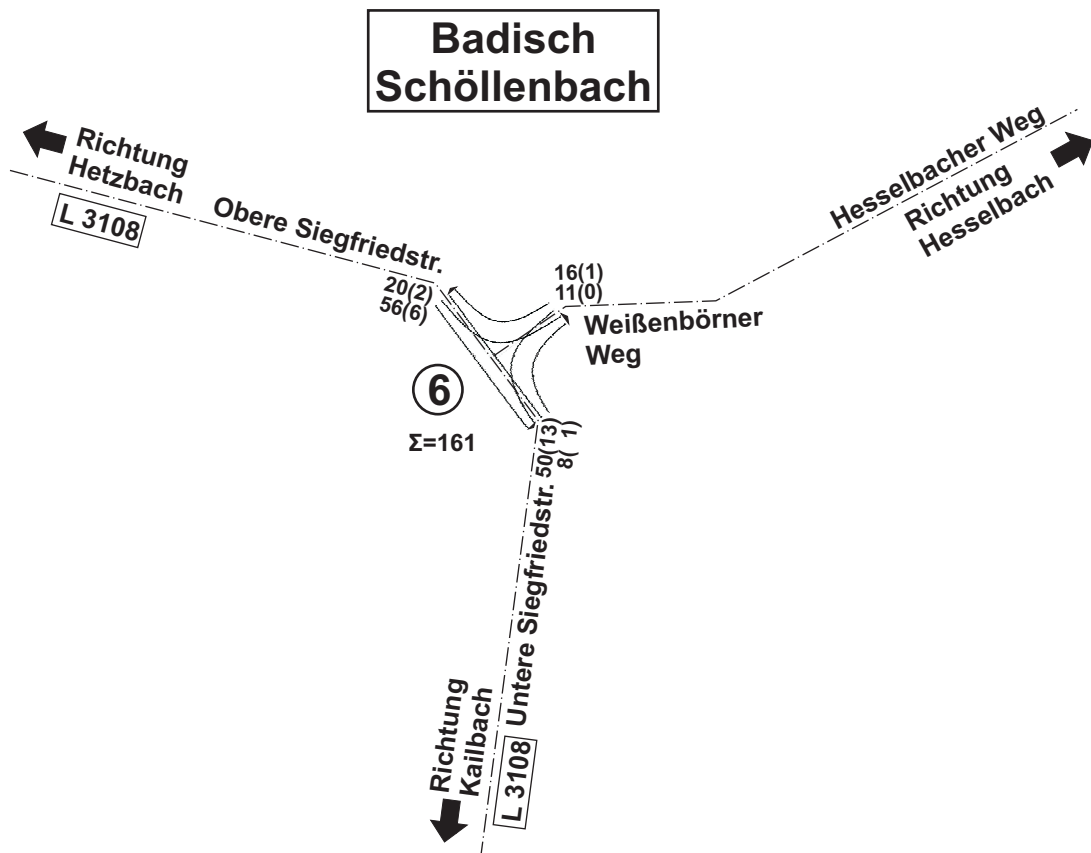 Badisch
Schöllenbach
Richtung
Hetzbach
L 3108
Obere Siegfriedstr.
Hesselbacher Weg
Richtung
Hesselbach
20(2)
56(6)
16(1)
11(0)
Weißenbörner
Weg
6
Σ=161
50(13)
8( 1)
Untere Siegfriedstr.
Richtung
Kailbach
L 3108